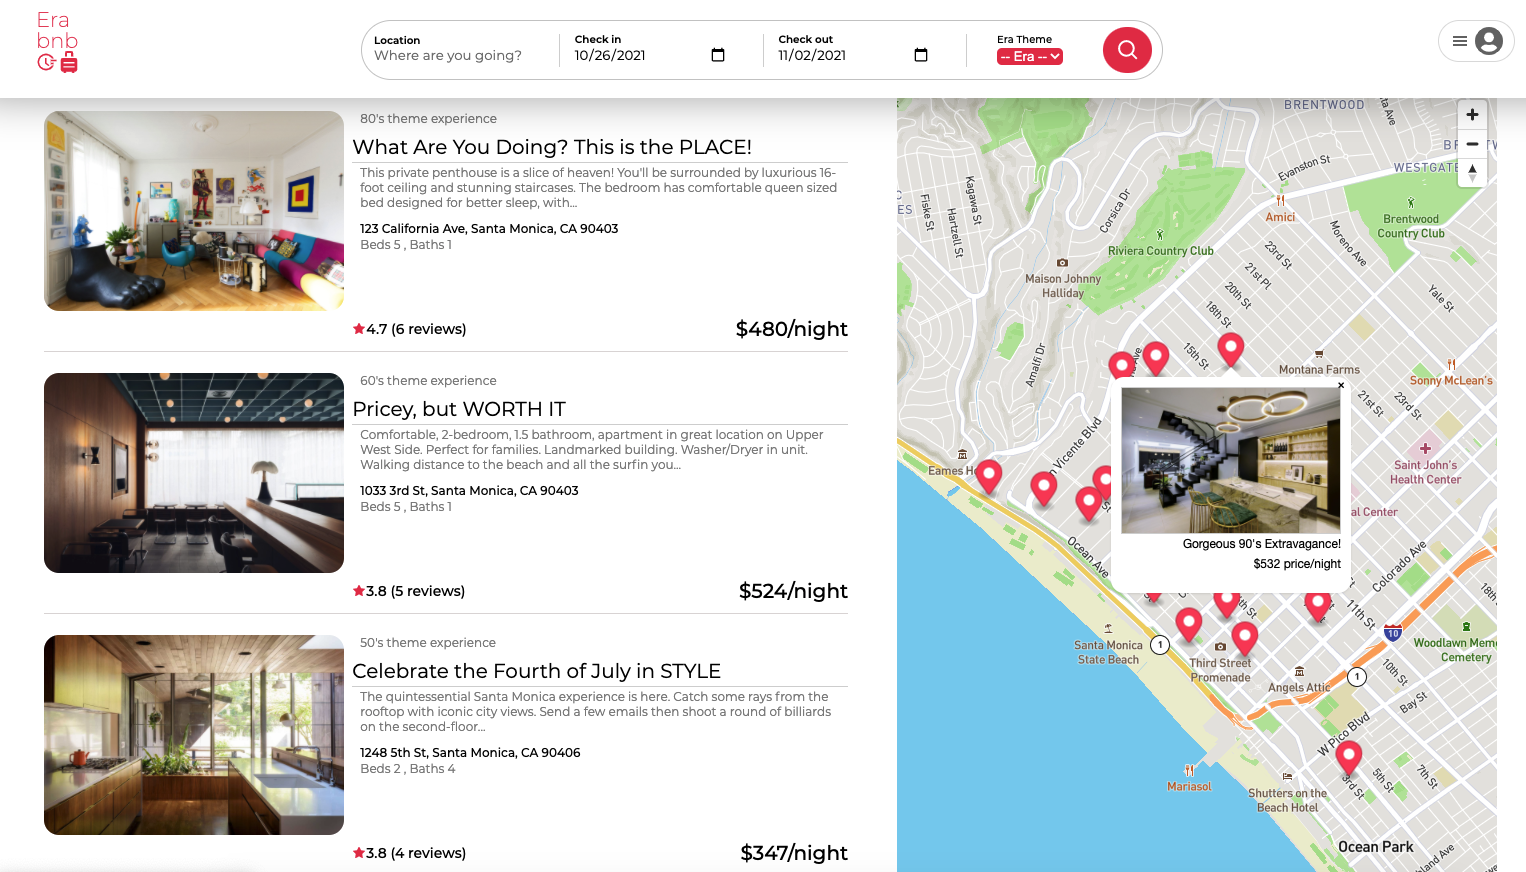 Era
bnb
Location
Where are you going?
Check in
10/26/2021
Check out
11/02/2021
Era Theme
-- Era --
80's theme experience
What Are You Doing? This is the PLACE!
This private penthouse is a slice of heaven! You'll be surrounded by luxurious 16-
foot ceiling and stunning staircases. The bedroom has comfortable queen sized
bed designed for better sleep, with...
123 California Ave, Santa Monica, CA 90403
Beds 5 , Baths 1
4.7 (6 reviews)
$480/night
60's theme experience
Pricey, but WORTH IT
Comfortable, 2-bedroom, 1.5 bathroom, apartment in great location on Upper
West Side. Perfect for families. Landmarked building. Washer/Dryer in unit.
Walking distance to the beach and all the surfin you...
1033 3rd St, Santa Monica, CA 90403
Beds 5 , Baths 1
3.8 (5 reviews)
$524/night
50's theme experience
Celebrate the Fourth of July in STYLE
The quintessential Santa Monica experience is here. Catch some rays from the
rooftop with iconic city views. Send a few emails then shoot a round of billiards
on the second-floor...
1248 5th St, Santa Monica, CA 90406
Beds 2 , Baths 4
3.8 (4 reviews)
$347/night
BRENTWOOD
WESTGATE
Evanston St
Kagawa St
Fiske St
Hartzell St
Corsica Dr
Amici
Brentwood
Country Club
Riviera Country Club
23rd St
Moreno Ave
21st Pl
20th St
18th St
Yale St
Maison Johnny
Halliday
Amalfi Dr
15th St
Montana Farms
Sonny McLean's
21st St
23rd St
Vicente Blvd
Eames
Saint John's
Health Center
Center
×
Gorgeous 90's Extravagance!
$532 price/night
Ocean Ave
Colorado Ave
11th St
18th
10
Santa Monica
State Beach
1
Third Street
Promenade
Angels Attic
1
10th St
Woodlawn
Cemetery
Bay St
W Pico Blvd
7th St
5th St
3rd St
Mariasol
Shutters on the
Beach Hotel
Ocean Park